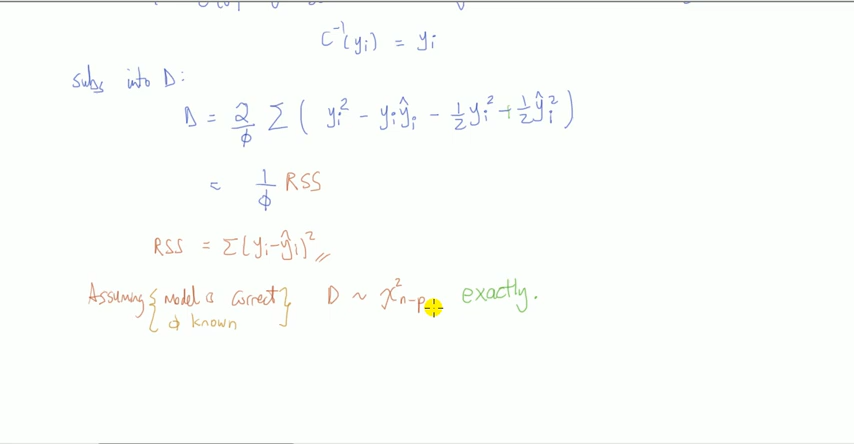 C⁻¹(yᵢ) = yᵢ
subs into D:
D = 2/ϕ Σ ( yᵢ² - yᵢŷᵢ - ½yᵢ² + ½ŷᵢ² )
= 1/ϕ RSS
RSS = Σ(yᵢ-ŷᵢ)²
Assuming { model is correct } D ~ χ²ₙ₋ₚ exactly.
ϕ known